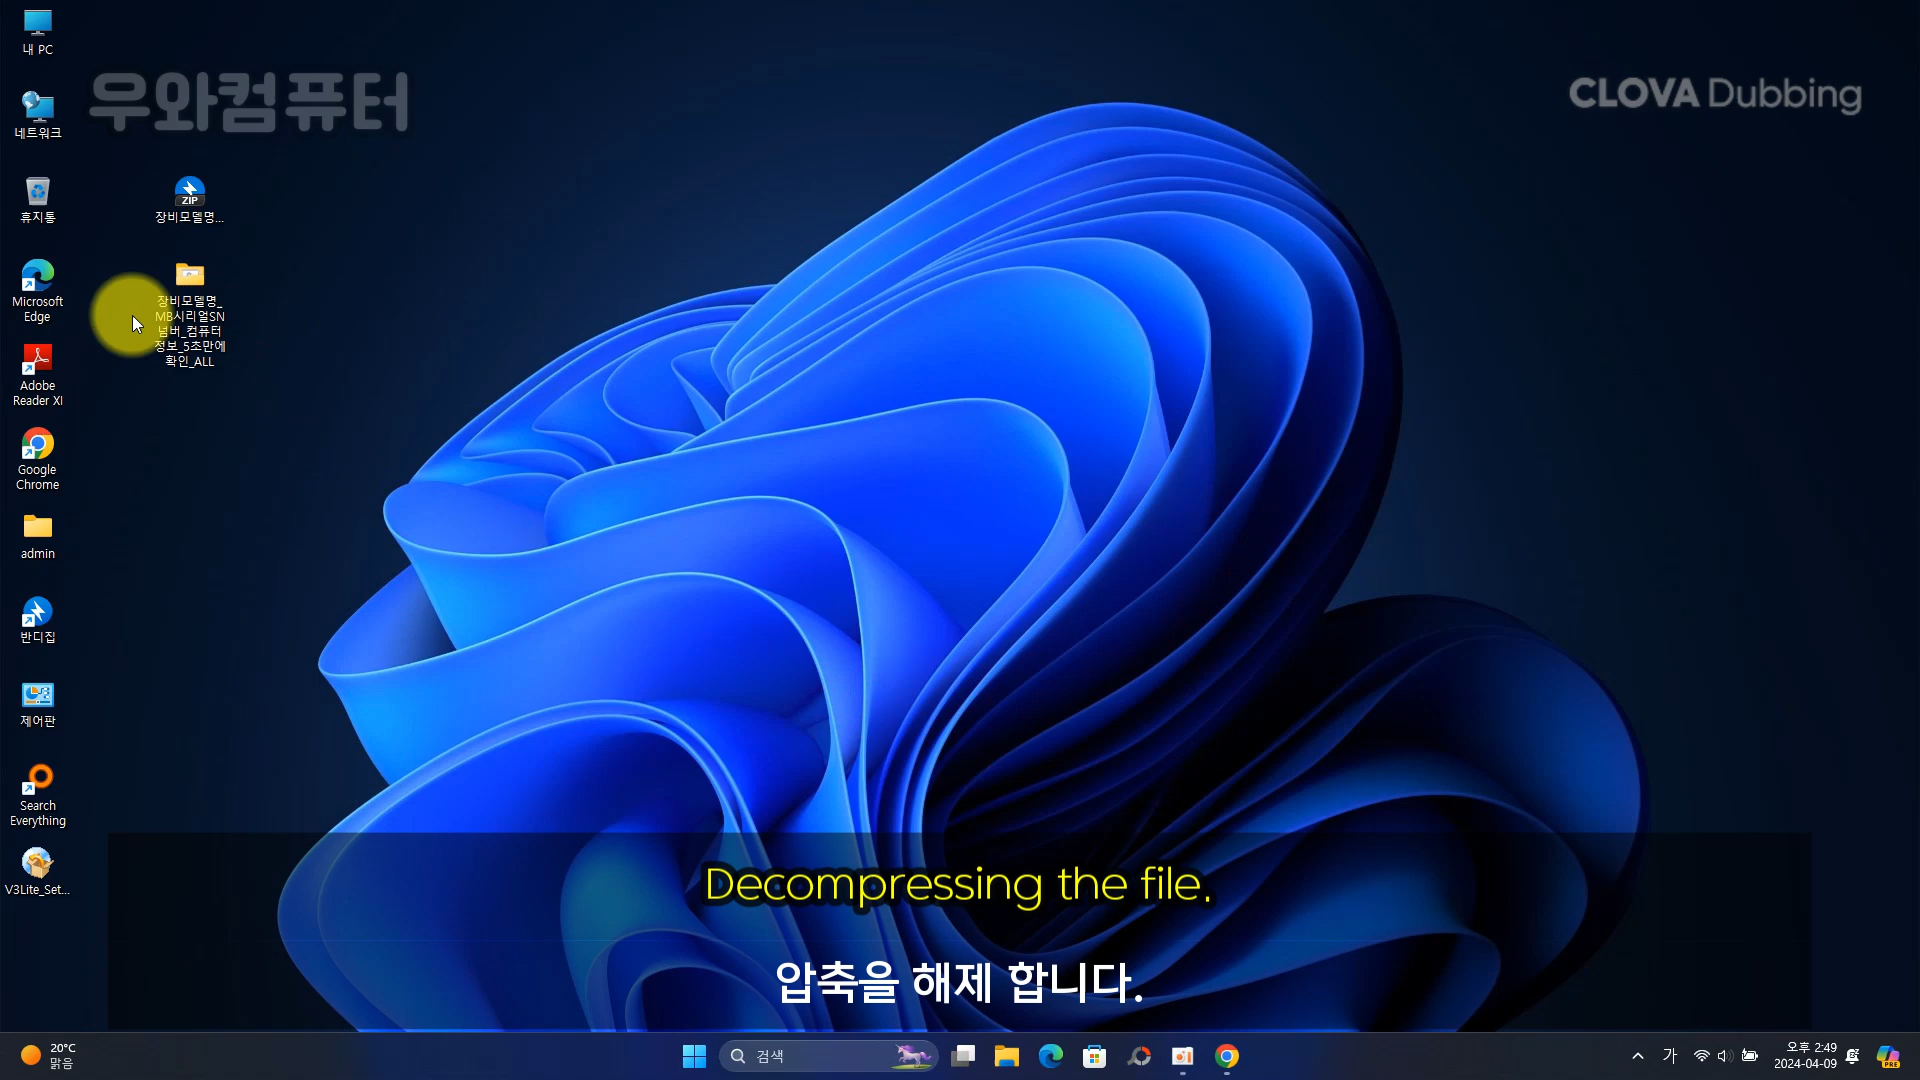 내 PC
우와컴퓨터
CLOVA Dubbing
네트워크
휴지통
ZIP
장비모델명...
Microsoft
Edge
장비모델명_
MB시리얼SN
넘버_컴퓨터
정보_5초만에
확인_ALL
Adobe
Reader XI
Google
Chrome
admin
반디집
제어판
Search
Everything
V3Lite_Set...
Decompressing the file.
압축을 해제 합니다.
20°C
맑음
검색
가
오후 2:49
2024-04-09
PRE